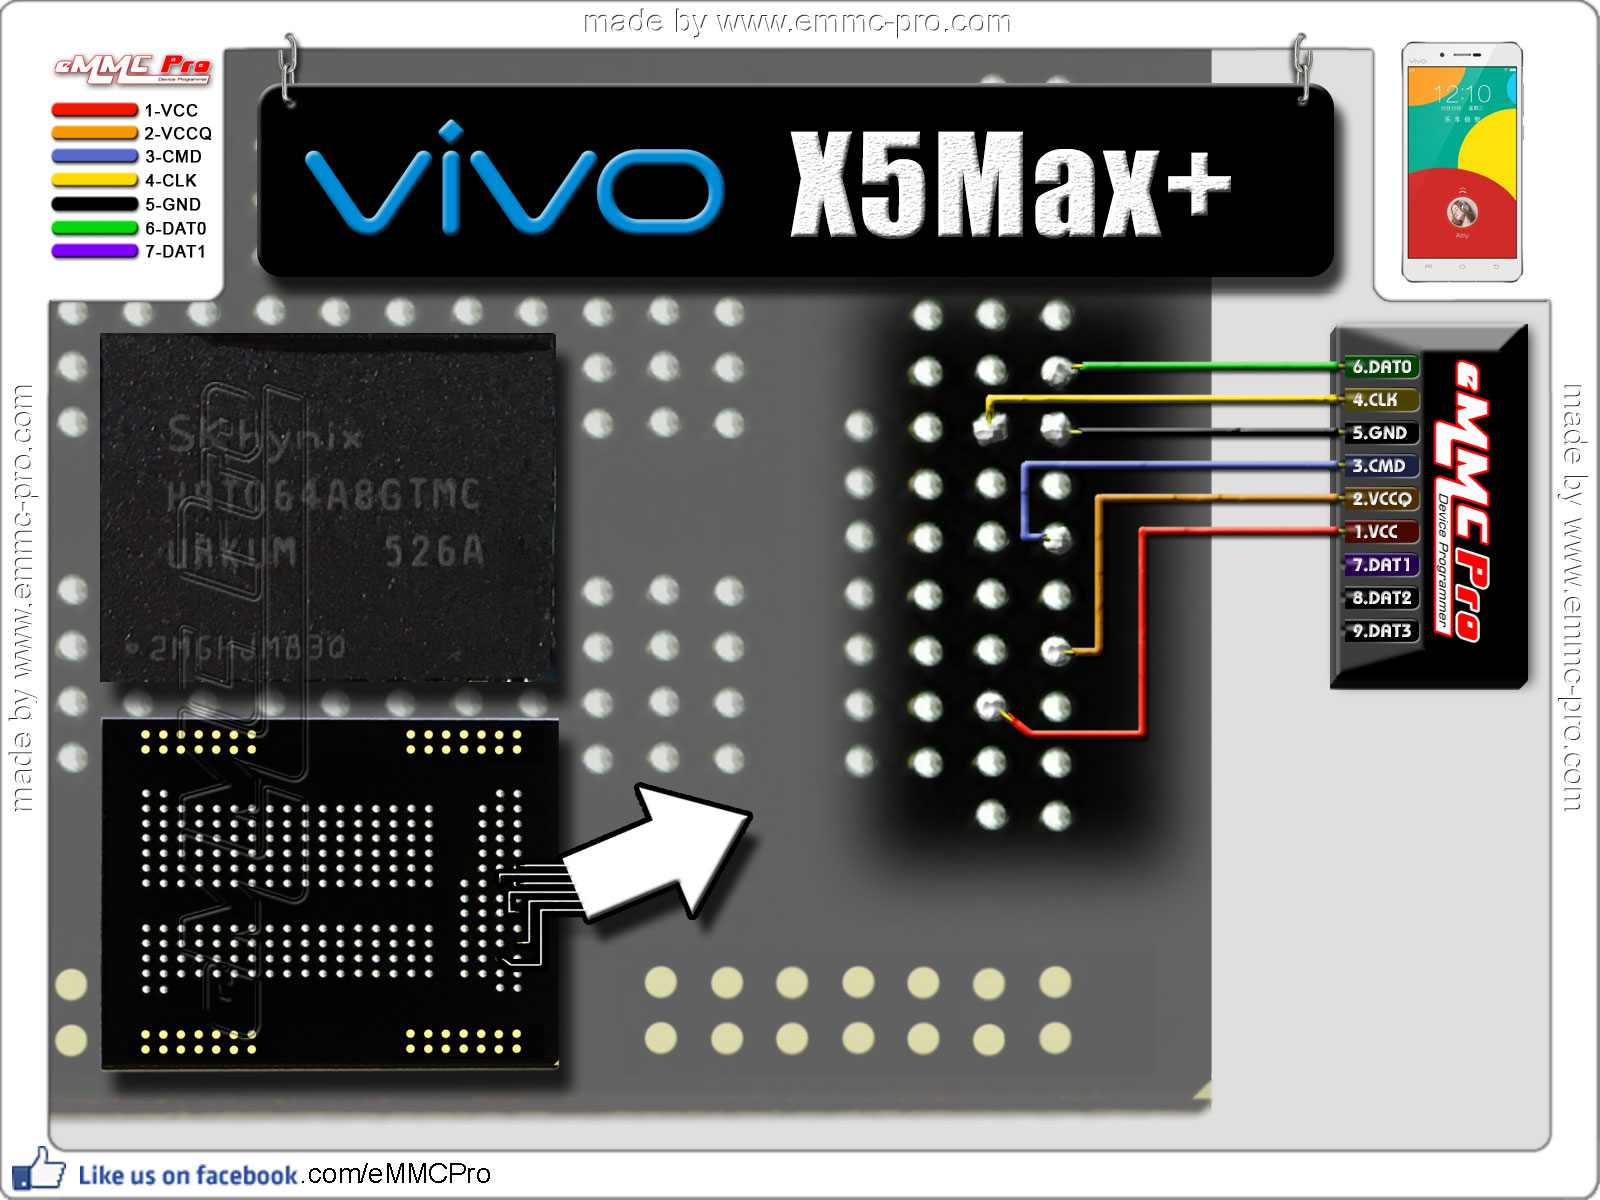 made by www.emmc-pro.com
eMMC Pro
Device Programmer
1-VCC
2-VCCQ
3-CMD
4-CLK
5-GND
6-DAT0
7-DAT1
vivo X5Max+
vivo
12:10
Amy
SK hynix
H9TQ64A8GTMC
526A
6.DAT0
4.CLK
5.GND
3.CMD
2.VCCQ
1.VCC
7.DAT1
8.DAT2
9.DAT3
eMMC Pro
Device Programmer
made by www.emmc-pro.com
made by www.emmc-pro.com
Like us on facebook.com/eMMCPro